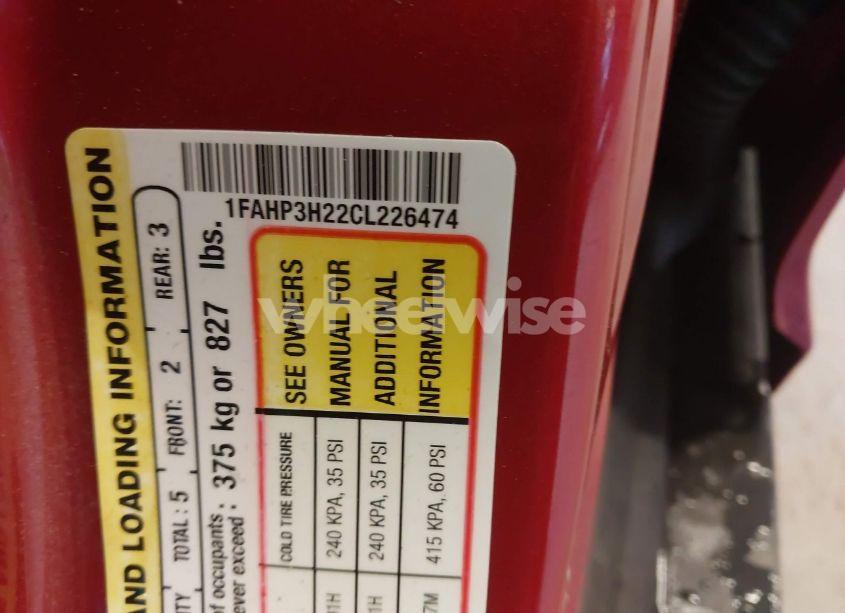 1FAHP3H22CL226474
AND LOADING INFORMATION
TOTAL: 5 FRONT: 2 REAR: 3
of occupants 375 kg or 827 lbs.
ever exceed:
COLD TIRE PRESSURE
240 KPA, 35 PSI
240 KPA, 35 PSI
415 KPA, 60 PSI
SEE OWNERS
MANUAL FOR
ADDITIONAL
INFORMATION
wheelwise